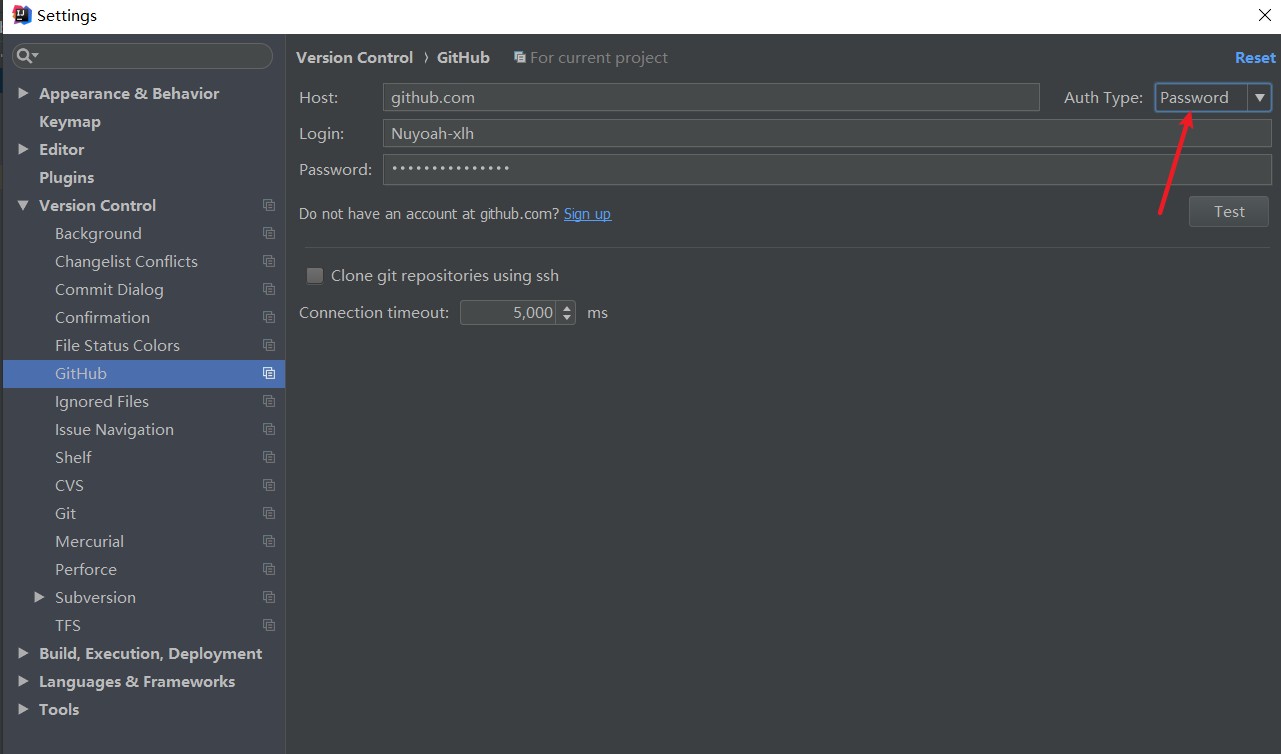 Settings
Version Control › GitHub For current project Reset
Host: github.com Auth Type: Password
Login: Nuyoah-xlh
Password: •••••••••••••••
Do not have an account at github.com? Sign up
Test
Clone git repositories using ssh
Connection timeout: 5,000 ms
Appearance & Behavior
Keymap
Editor
Plugins
Version Control
Background
Changelist Conflicts
Commit Dialog
Confirmation
File Status Colors
GitHub
Ignored Files
Issue Navigation
Shelf
CVS
Git
Mercurial
Perforce
Subversion
TFS
Build, Execution, Deployment
Languages & Frameworks
Tools